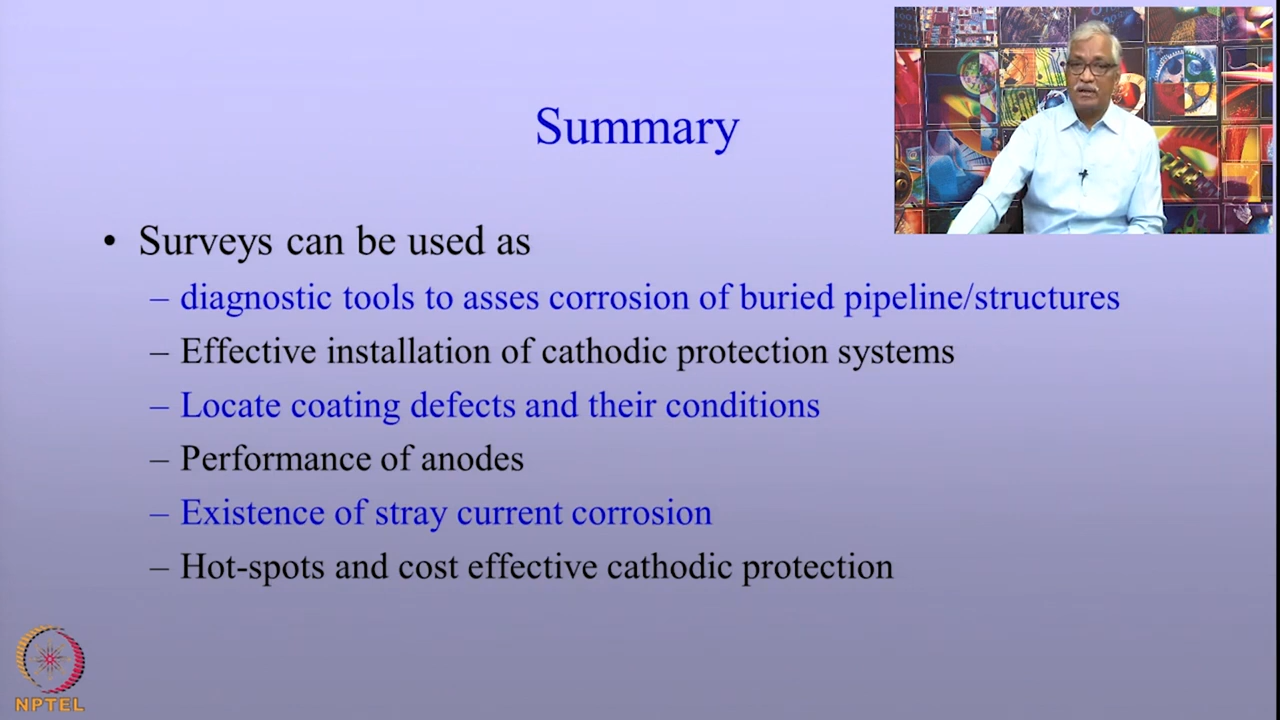 Summary
• Surveys can be used as
– diagnostic tools to asses corrosion of buried pipeline/structures
– Effective installation of cathodic protection systems
– Locate coating defects and their conditions
– Performance of anodes
– Existence of stray current corrosion
– Hot-spots and cost effective cathodic protection
NPTEL